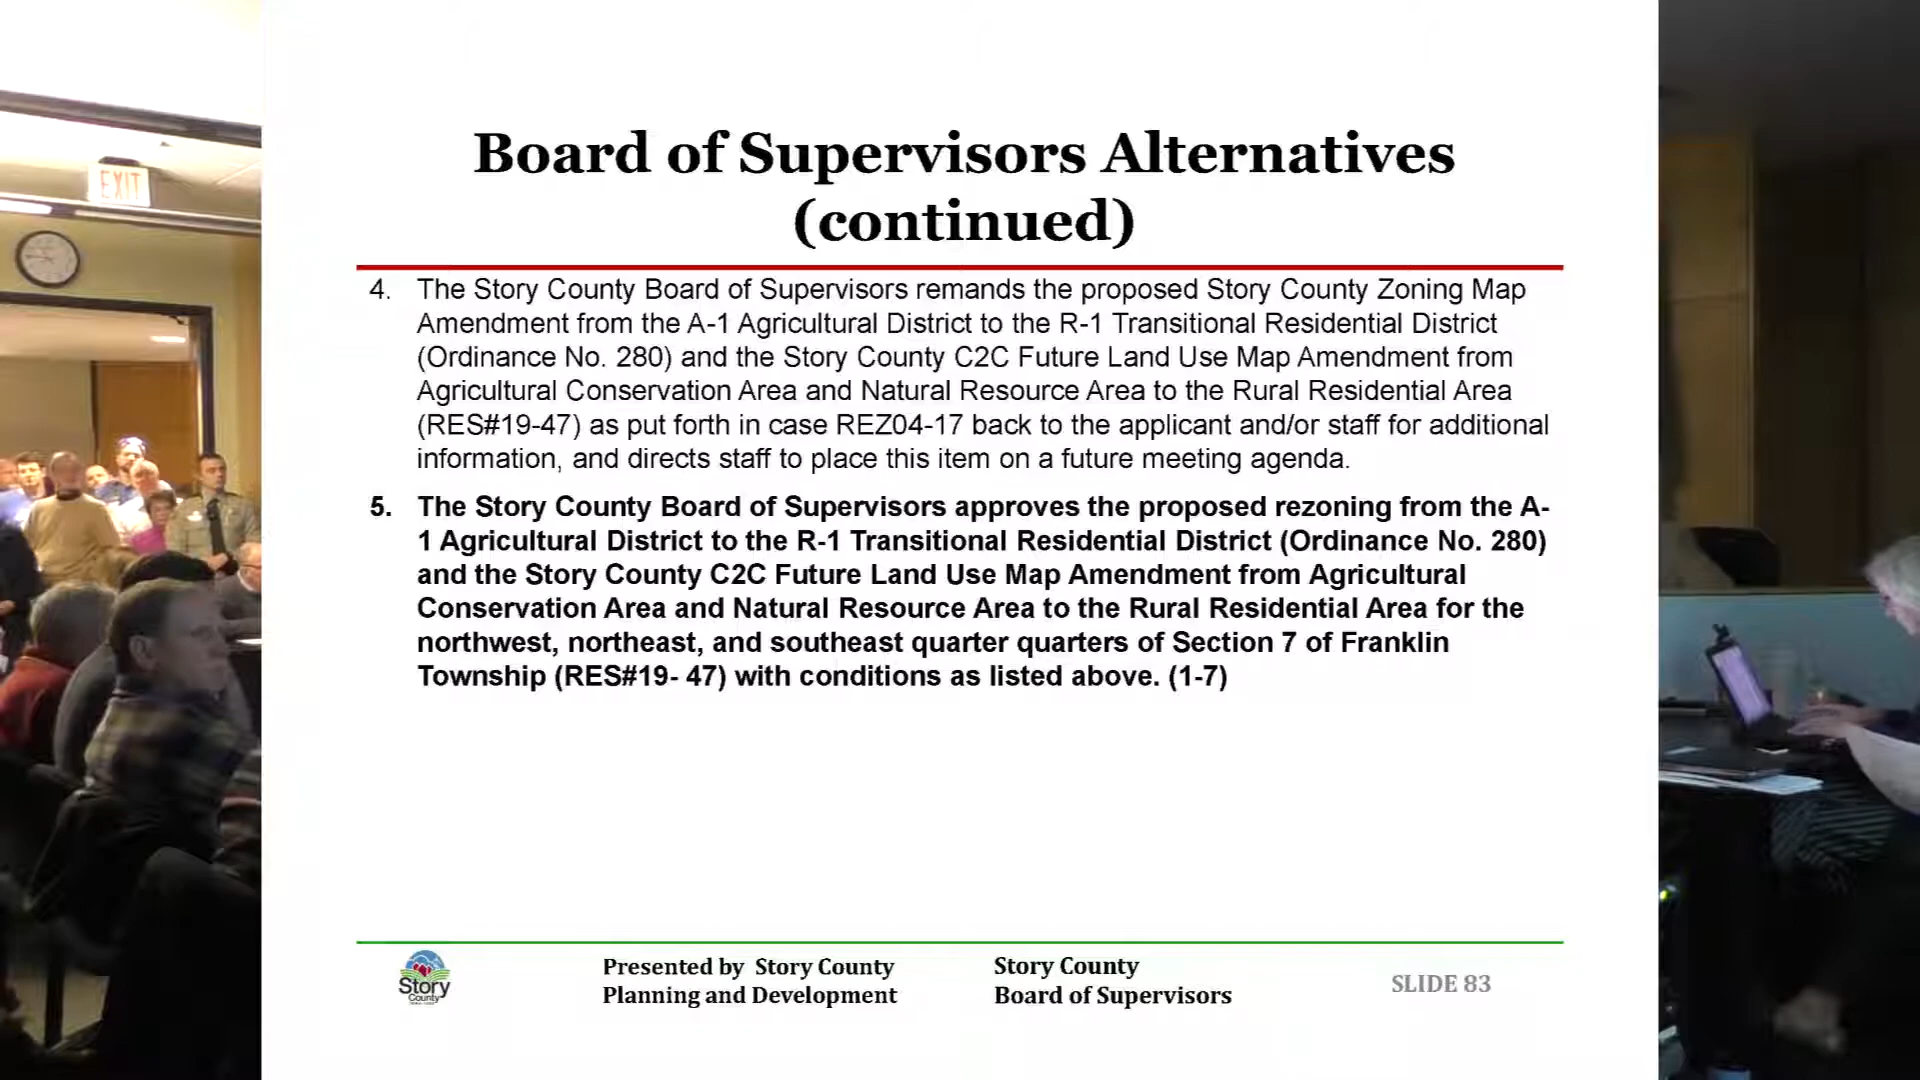 EXIT
Board of Supervisors Alternatives
(continued)
4. The Story County Board of Supervisors remands the proposed Story County Zoning Map
Amendment from the A-1 Agricultural District to the R-1 Transitional Residential District
(Ordinance No. 280) and the Story County C2C Future Land Use Map Amendment from
Agricultural Conservation Area and Natural Resource Area to the Rural Residential Area
(RES#19-47) as put forth in case REZ04-17 back to the applicant and/or staff for additional
information, and directs staff to place this item on a future meeting agenda.
5. The Story County Board of Supervisors approves the proposed rezoning from the A-
1 Agricultural District to the R-1 Transitional Residential District (Ordinance No. 280)
and the Story County C2C Future Land Use Map Amendment from Agricultural
Conservation Area and Natural Resource Area to the Rural Residential Area for the
northwest, northeast, and southeast quarter quarters of Section 7 of Franklin
Township (RES#19- 47) with conditions as listed above. (1-7)
Story
County
Presented by Story County
Planning and Development
Story County
Board of Supervisors
SLIDE 83